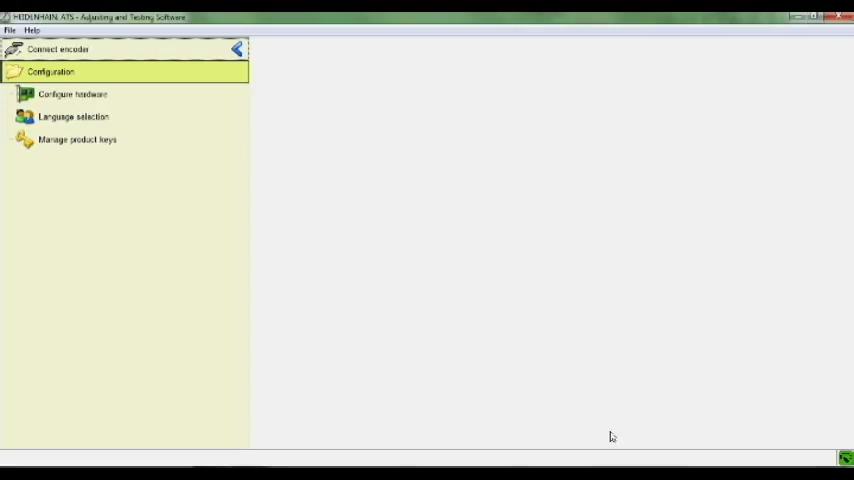 HEIDENHAIN, ATS - Adjusting and Testing Software
File Help
Connect encoder
Configuration
Configure hardware
Language selection
Manage product keys